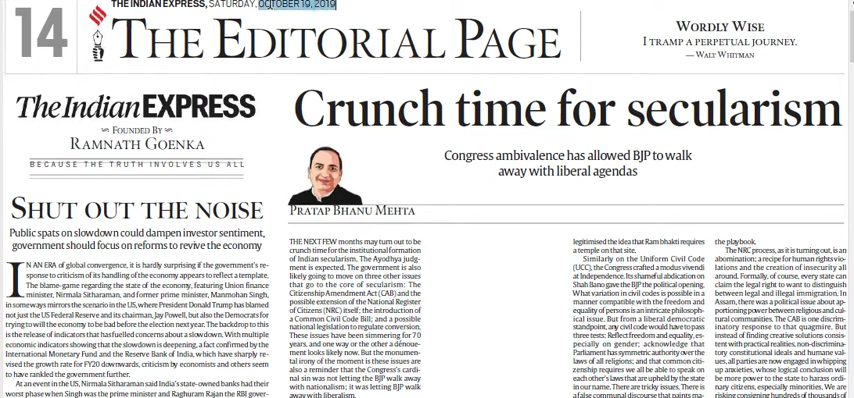 THE INDIAN EXPRESS, SATURDAY, OCTOBER 19, 2019
14
THE EDITORIAL PAGE
WORDLY WISE
I TRAMP A PERPETUAL JOURNEY.
— WALT WHITMAN
The Indian EXPRESS
FOUNDED BY
RAMNATH GOENKA
BECAUSE THE TRUTH INVOLVES US ALL
SHUT OUT THE NOISE
Public spats on slowdown could dampen investor sentiment,
government should focus on reforms to revive the economy
IN AN ERA of global convergence, it is hardly surprising if the government's re-
sponse to criticism of its handling of the economy appears to reflect a template.
The blame-game regarding the state of the economy, featuring Union finance
minister, Nirmala Sitharaman, and former prime minister, Manmohan Singh,
in some ways mirrors the scenario in the US, where President Donald Trump has blamed
not just the US Federal Reserve and its chairman, Jay Powell, but also the Democrats for
trying to will the economy to be bad before the election next year. The backdrop to this
is the release of indicators that have fuelled concerns about a slowdown. With multiple
economic indicators showing that the slowdown is deepening, a fact confirmed by the
International Monetary Fund and the Reserve Bank of India, which have sharply re-
vised the growth rate for FY20 downwards, criticism by economists and others seem
to have rankled the government further.
At an event in the US, Nirmala Sitharaman said India's state-owned banks had their
worst phase when Singh was the prime minister and Raghuram Rajan the RBI gover-
Crunch time for secularism
Congress ambivalence has allowed BJP to walk
away with liberal agendas
PRATAP BHANU MEHTA
THE NEXT FEW months may turn out to be
crunch time for the institutional formation
of Indian secularism. The Ayodhya judg-
ment is expected. The government is also
likely going to move on three other issues
that go to the core of secularism: The
Citizenship Amendment Act (CAB) and the
possible extension of the National Register
of Citizens (NRC) itself; the introduction of
a Common Civil Code Bill; and a possible
national legislation to regulate conversion.
These issues have been simmering for 70
years, and one way or the other a dénoue-
ment looks likely now. But the monumen-
tal irony of the moment is these issues are
also a reminder that the Congress's cardi-
nal sin was not letting the BJP walk away
with nationalism; it was letting BJP walk
away with liberalism.
legitimised the idea that Ram bhakti requires
a temple on that site.
Similarly on the Uniform Civil Code
(UCC), the Congress crafted a modus vivendi
at Independence. Its shameful abdication on
Shah Bano gave the BJP the political opening.
What variation in civil codes is possible in a
manner compatible with the freedom and
equality of persons is an intricate philosoph-
ical issue. But from a liberal democratic
standpoint, any civil code would have to pass
three tests: Reflect freedom and equality, es-
pecially on gender; acknowledge that
Parliament has symmetric authority over the
laws of all religions; and that common citi-
zenship requires we all be able to speak on
each other's laws that are upheld by the state
in our name. There are tricky issues. There is
a false communal discourse that paints ma-
the playbook.
The NRC process, as it is turning out, is an
abomination; a recipe for human rights vio-
lations and the creation of insecurity all
around. Formally, of course, every state can
claim the legal right to want to distinguish
between legal and illegal immigration. In
Assam, there was a political issue about ap-
portioning power between religious and cul-
tural communities. The CAB is one discrim-
inatory response to that quagmire. But
instead of finding creative solutions consis-
tent with practical realities, non-discrimina-
tory constitutional ideals and human val-
ues, all parties are now engaged in whipping
up anxieties, whose logical conclusion will
be more power to the state to harass ordi-
nary citizens, especially minorities. We are
risking consigning hundreds of thousands of